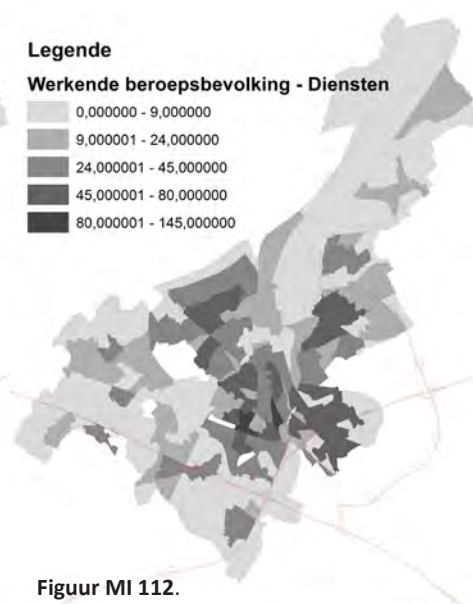 Legende
Werkende beroepsbevolking - Diensten
0,000000 - 9,000000
9,000001 - 24,000000
24,000001 - 45,000000
45,000001 - 80,000000
80,000001 - 145,000000
Figuur MI 112.